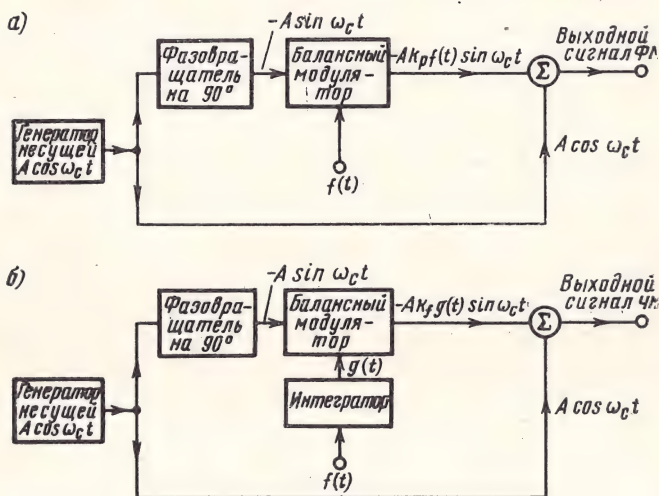 а)
-A sin ω_c t
Фазовра-
щатель
на 90°
Балансный
модуля-
тор
-Aк_p f(t) sin ω_c t
Σ
Выходной
сигнал ФМ
Генератор
несущей
A cos ω_c t
f(t)
A cos ω_c t
б)
-A sin ω_c t
Фазовра-
щатель
на 90°
Балансный
модуля-
тор
-Aк_f g(t) sin ω_c t
Σ
Выходной
сигнал ЧМ
g(t)
Генератор
несущей
A cos ω_c t
Интегратор
A cos ω_c t
f(t)